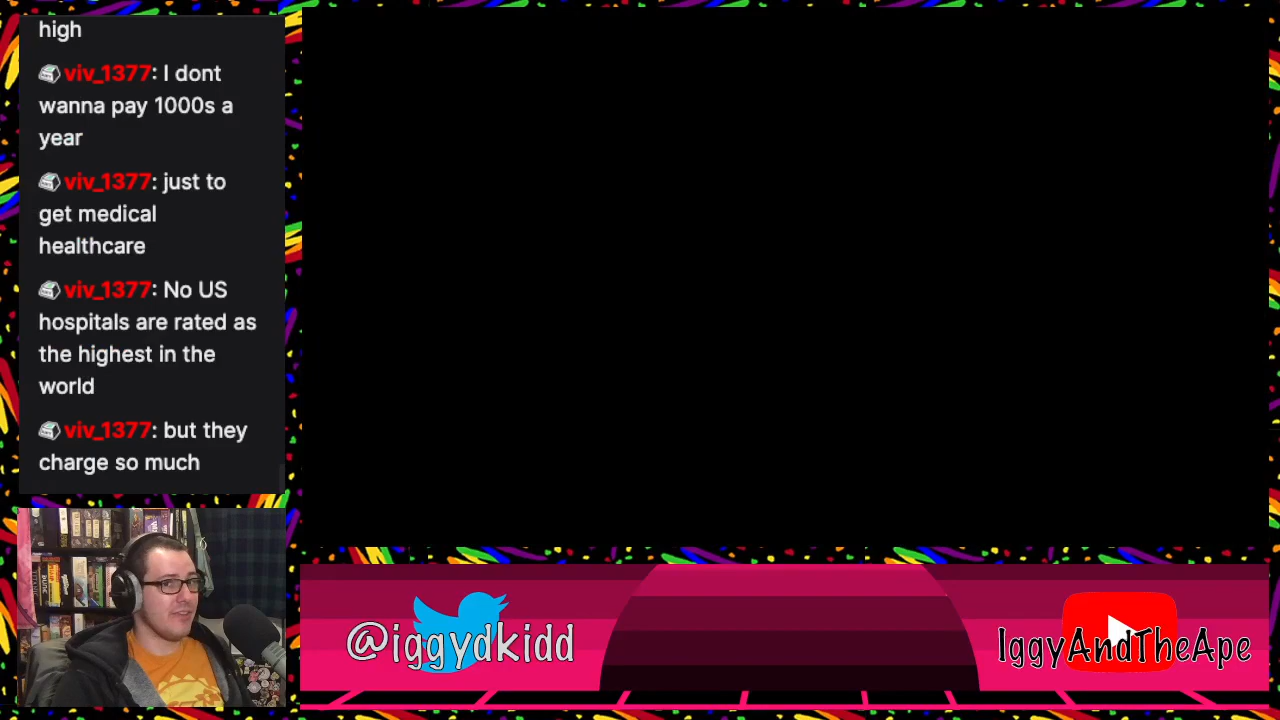 high
viv_1377: I dont
wanna pay 1000s a
year
viv_1377: just to
get medical
healthcare
viv_1377: No US
hospitals are rated as
the highest in the
world
viv_1377: but they
charge so much
@iggydkidd
IggyAndTheApe